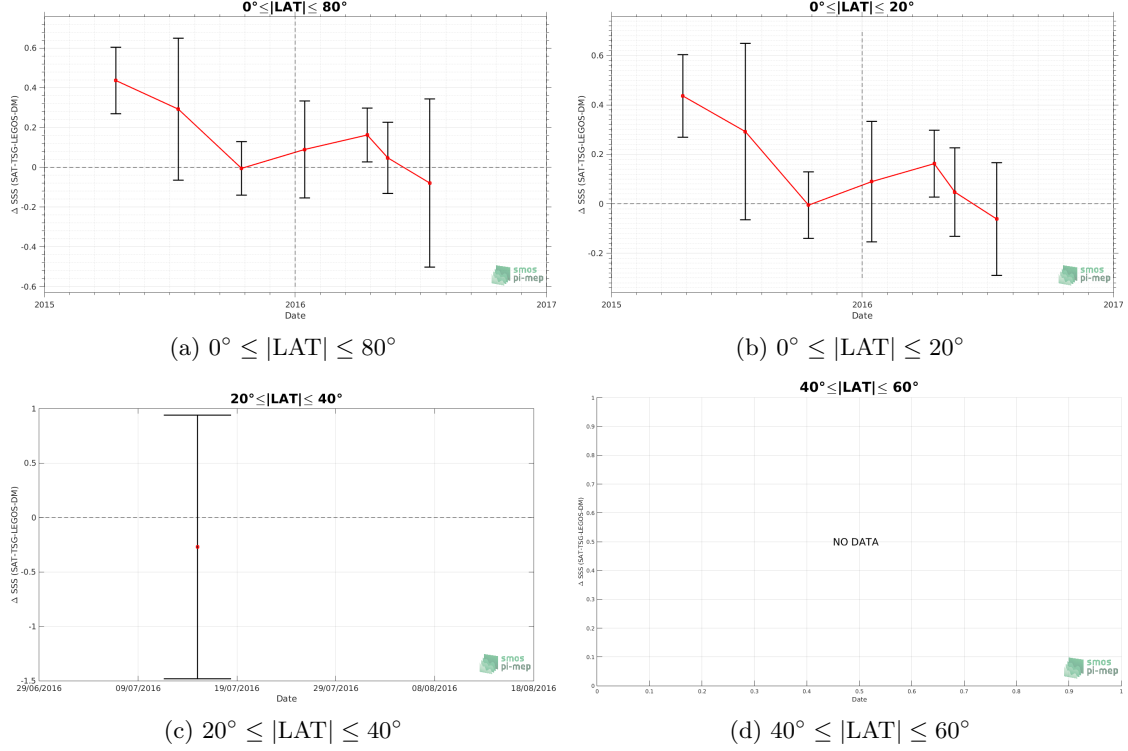 0°≤|LAT|≤ 80°
0.6
0.4
0.2
0
-0.2
-0.4
-0.6
Δ SSS (SAT-TSG-LEGOS-DM)
2015
2016
2017
Date
smos
pi-mep
(a) 0° ≤ |LAT| ≤ 80°
0°≤|LAT|≤ 20°
0.6
0.4
0.2
0
-0.2
Δ SSS (SAT-TSG-LEGOS-DM)
2015
2016
2017
Date
smos
pi-mep
(b) 0° ≤ |LAT| ≤ 20°
20°≤|LAT|≤ 40°
1
0.5
0
-0.5
-1
-1.5
Δ SSS (SAT-TSG-LEGOS-DM)
29/06/2016
09/07/2016
19/07/2016
29/07/2016
08/08/2016
18/08/2016
Date
smos
pi-mep
(c) 20° ≤ |LAT| ≤ 40°
40°≤|LAT|≤ 60°
1
0.9
0.8
0.7
0.6
0.5
0.4
0.3
0.2
0.1
0
Δ SSS (SAT-TSG-LEGOS-DM)
NO DATA
0
0.1
0.2
0.3
0.4
0.5
0.6
0.7
0.8
0.9
1
Date
smos
pi-mep
(d) 40° ≤ |LAT| ≤ 60°